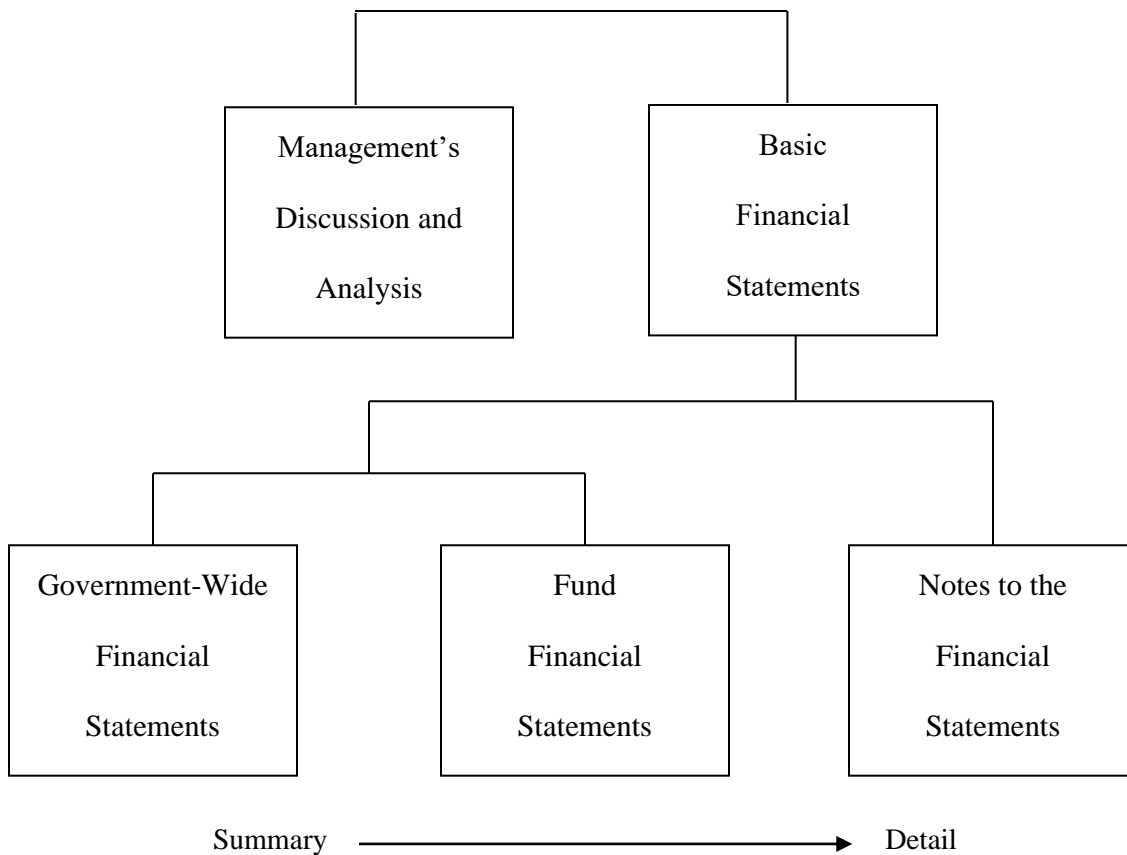 Management’s
Discussion and
Analysis
Basic
Financial
Statements
Government-Wide
Financial
Statements
Fund
Financial
Statements
Notes to the
Financial
Statements
Summary
Detail